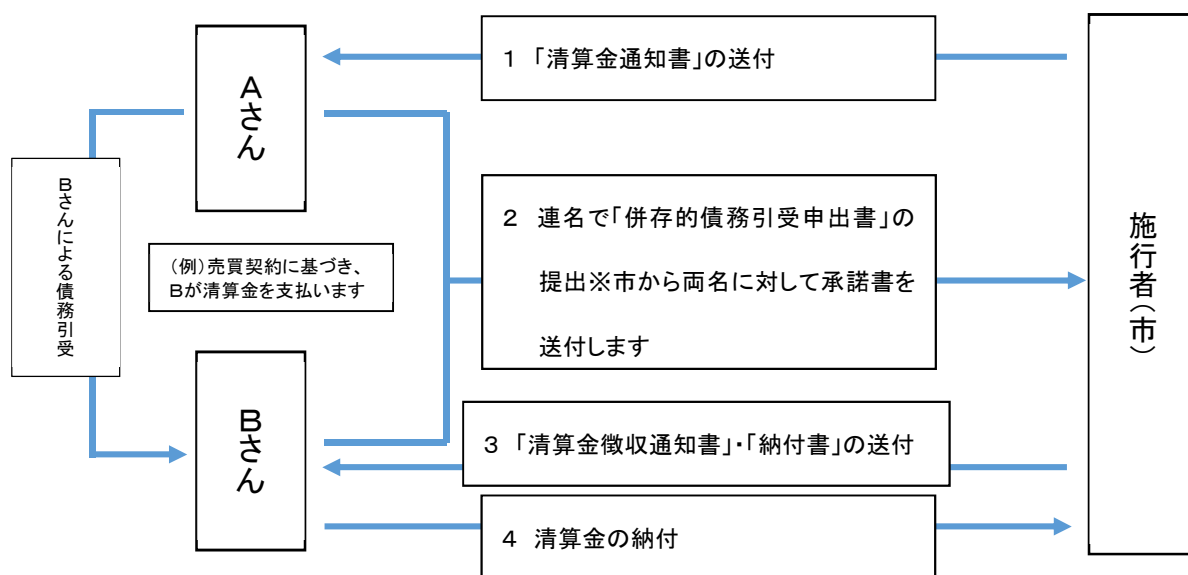 1 「清算金通知書」の送付
Aさん
Bさんによる債務引受
（例）売買契約に基づき、
Bが清算金を支払います
2 連名で「併存的債務引受申出書」の
提出※市から両名に対して承諾書を
送付します
施行者（市）
Bさん
3 「清算金徴収通知書」・「納付書」の送付
4 清算金の納付